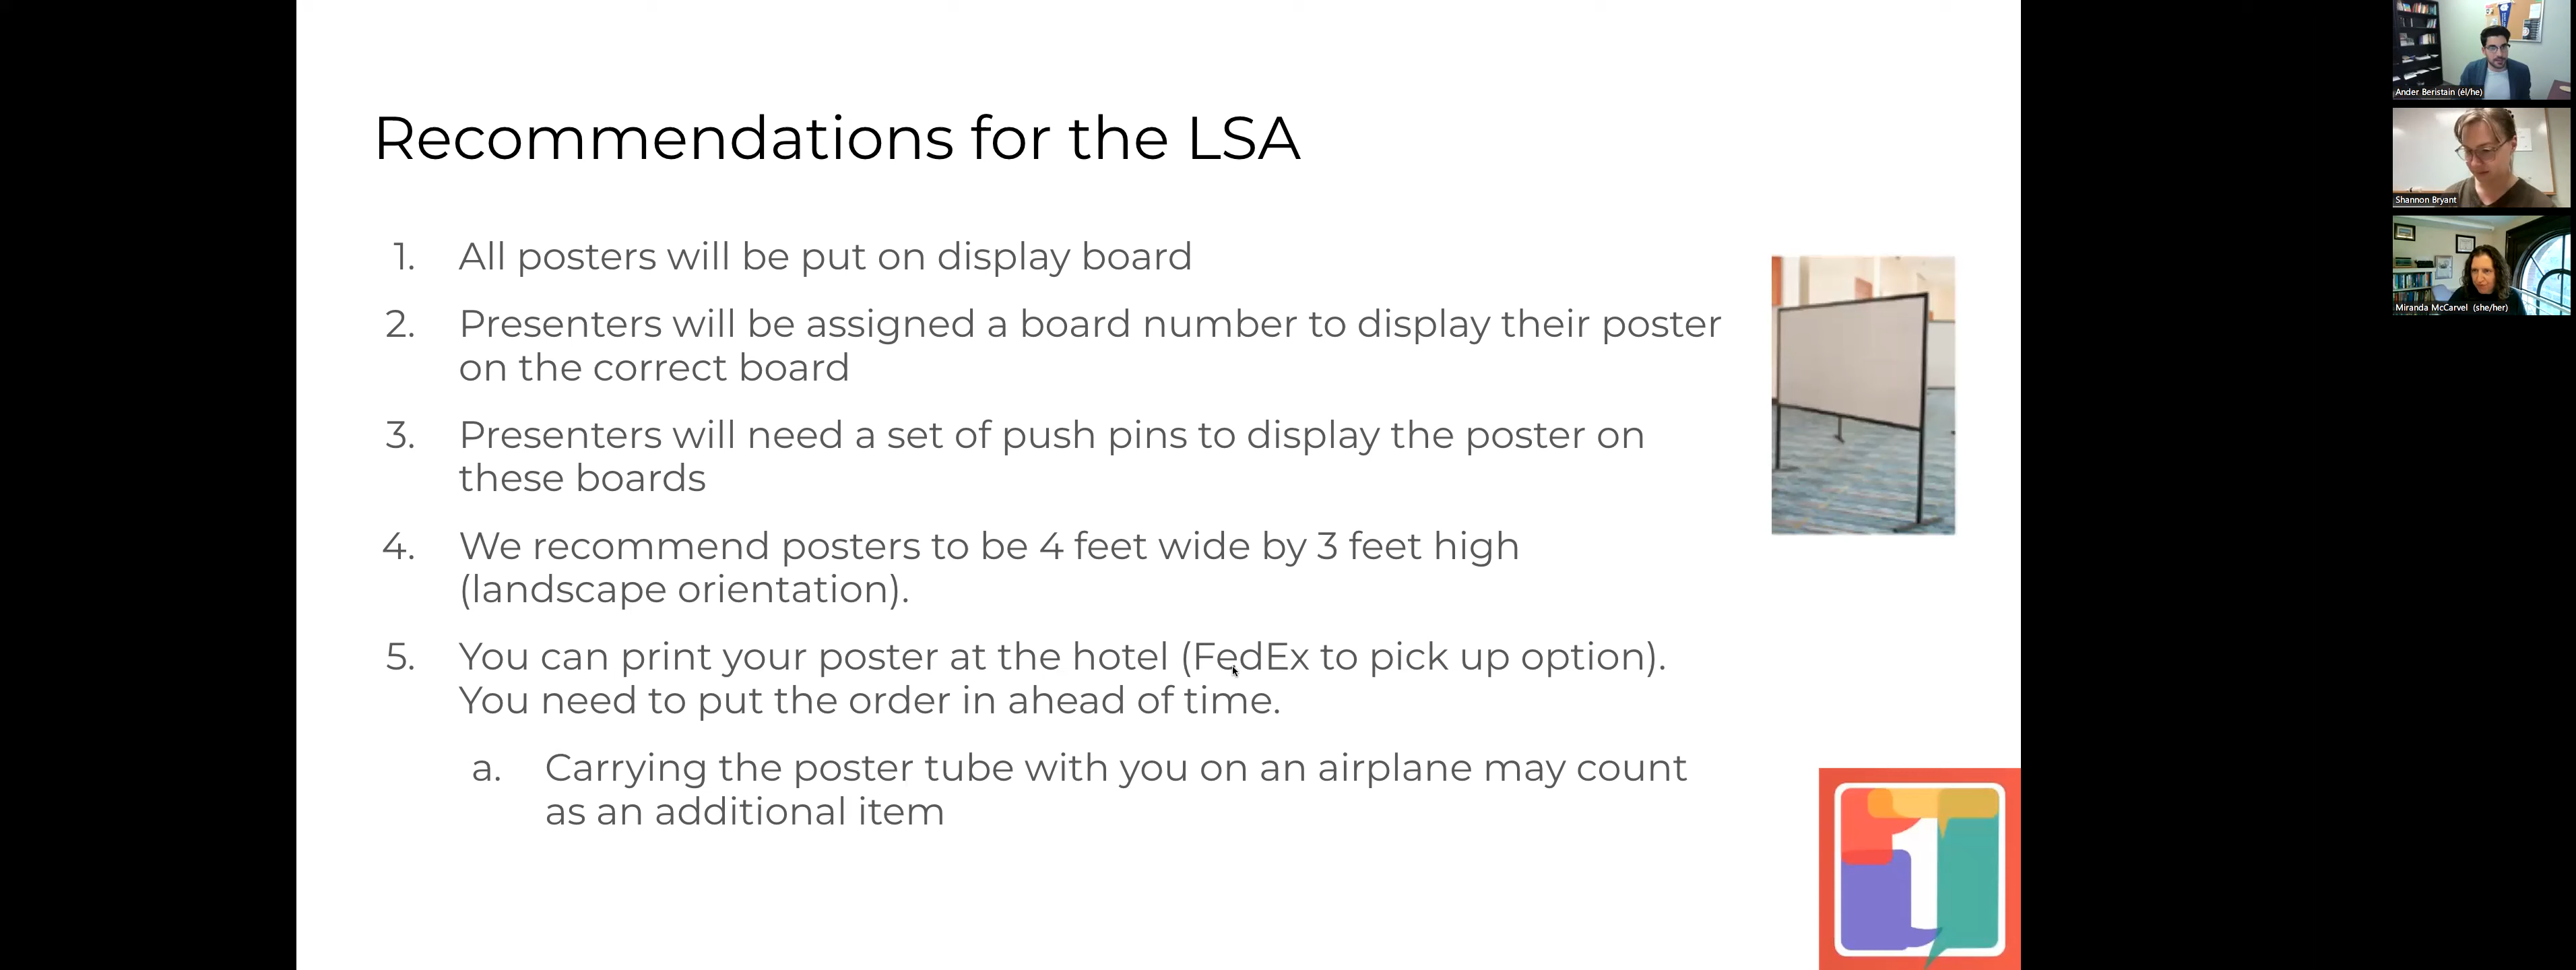 Recommendations for the LSA
1. All posters will be put on display board
2. Presenters will be assigned a board number to display their poster
on the correct board
3. Presenters will need a set of push pins to display the poster on
these boards
4. We recommend posters to be 4 feet wide by 3 feet high
(landscape orientation).
5. You can print your poster at the hotel (FedEx to pick up option).
You need to put the order in ahead of time.
a. Carrying the poster tube with you on an airplane may count
as an additional item
1
Ander Beristain (él/he)
Shannon Bryant
Miranda McCarvel (she/her)